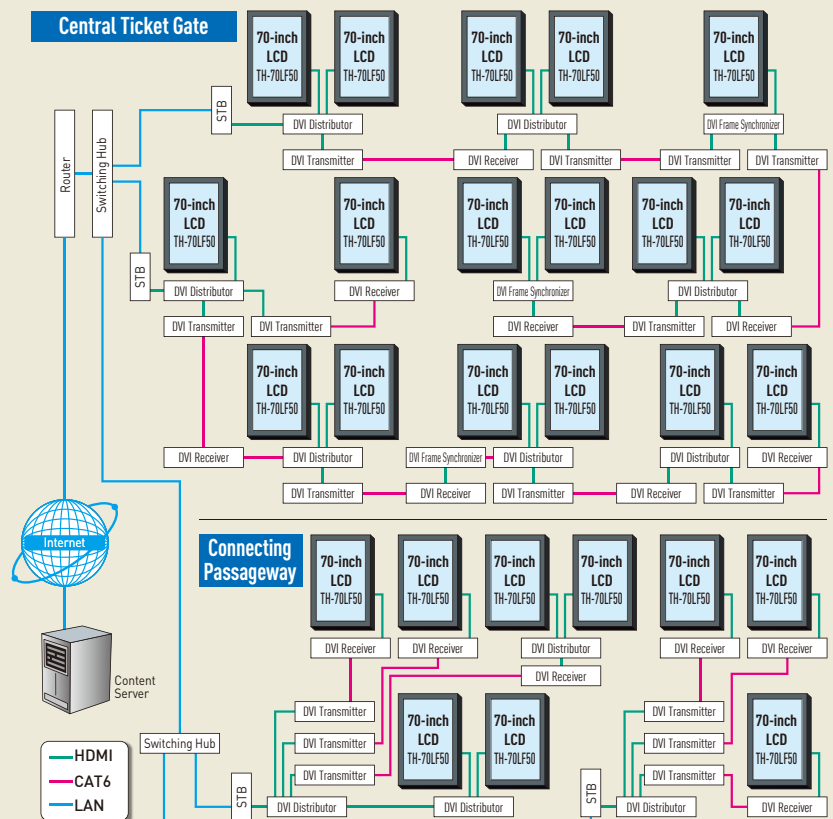 Central Ticket Gate
70-inch
LCD
TH-70LF50
70-inch
LCD
TH-70LF50
70-inch
LCD
TH-70LF50
70-inch
LCD
TH-70LF50
70-inch
LCD
TH-70LF50
STB
DVI Distributor
DVI Distributor
DVI Frame Synchronizer
DVI Transmitter
DVI Receiver
DVI Transmitter
DVI Transmitter
DVI Transmitter
Router
Switching Hub
70-inch
LCD
TH-70LF50
70-inch
LCD
TH-70LF50
70-inch
LCD
TH-70LF50
70-inch
LCD
TH-70LF50
70-inch
LCD
TH-70LF50
70-inch
LCD
TH-70LF50
STB
DVI Distributor
DVI Receiver
DVI Frame Synchronizer
DVI Distributor
DVI Transmitter
DVI Transmitter
DVI Receiver
DVI Transmitter
DVI Receiver
70-inch
LCD
TH-70LF50
70-inch
LCD
TH-70LF50
70-inch
LCD
TH-70LF50
70-inch
LCD
TH-70LF50
70-inch
LCD
TH-70LF50
70-inch
LCD
TH-70LF50
DVI Receiver
DVI Distributor
DVI Frame Synchronizer
DVI Distributor
DVI Distributor
DVI Receiver
DVI Transmitter
DVI Receiver
DVI Transmitter
DVI Receiver
DVI Transmitter
Internet
Content
Server
Connecting
Passageway
70-inch
LCD
TH-70LF50
70-inch
LCD
TH-70LF50
70-inch
LCD
TH-70LF50
70-inch
LCD
TH-70LF50
70-inch
LCD
TH-70LF50
70-inch
LCD
TH-70LF50
DVI Receiver
DVI Receiver
DVI Distributor
DVI Receiver
DVI Receiver
DVI Receiver
DVI Transmitter
DVI Transmitter
DVI Transmitter
70-inch
LCD
TH-70LF50
70-inch
LCD
TH-70LF50
DVI Transmitter
DVI Transmitter
DVI Transmitter
70-inch
LCD
TH-70LF50
Switching Hub
STB
DVI Distributor
DVI Distributor
STB
DVI Distributor
DVI Receiver
HDMI
CAT6
LAN